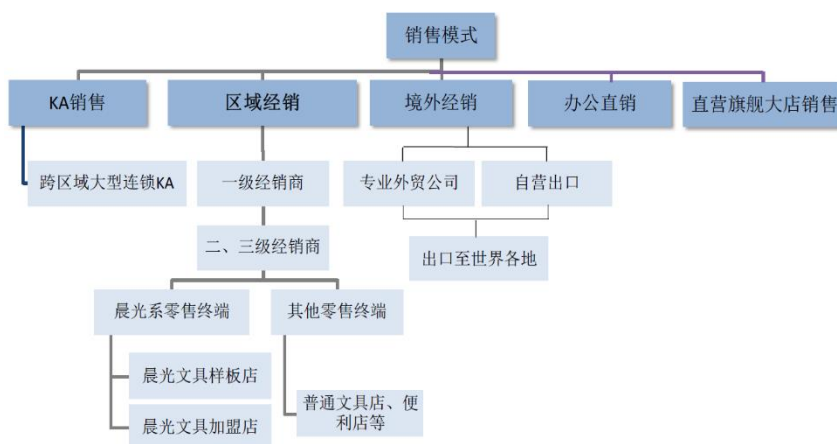 销售模式
KA销售
区域经销
境外经销
办公直销
直营旗舰大店销售
跨区域大型连锁KA
一级经销商
专业外贸公司
自营出口
二、三级经销商
出口至世界各地
晨光系零售终端
其他零售终端
晨光文具样板店
晨光文具加盟店
普通文具店、便
利店等